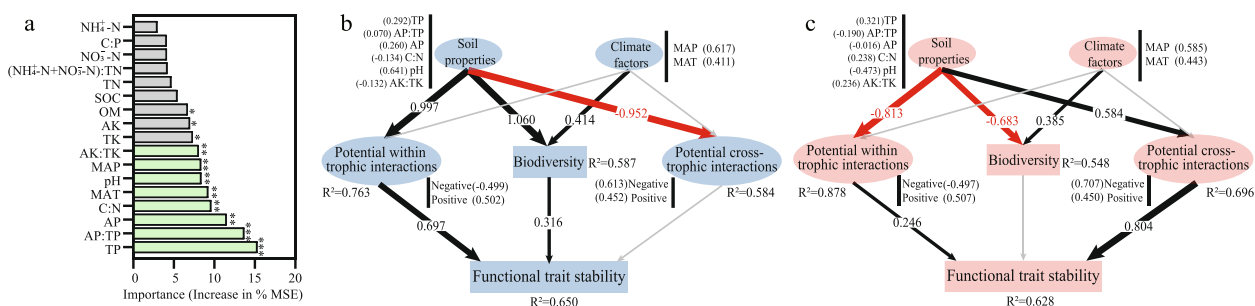 a
NH₄⁺-N
C:P
NO₃⁻-N
(NH₄⁺-N+NO₃⁻-N):TN
TN
SOC
OM
*
AK
*
TK
*
AK:TK
**
MAP
**
pH
**
MAT
**
C:N
**
AP
**
AP:TP
**
TP
***
0 5 10 15 20
Importance (Increase in % MSE)
b
(0.292)TP
(0.070) AP:TP
(0.260) AP
(-0.134) C:N
(0.641) pH
(-0.132) AK:TK
Soil
properties
Climate
factors
MAP (0.617)
MAT (0.411)
0.997
1.060
0.414
-0.952
Potential within
trophic interactions
R²=0.763
Biodiversity
R²=0.587
Potential cross-
trophic interactions
R²=0.584
Negative(-0.499)
Positive (0.502)
(0.613)Negative
(0.452) Positive
0.697
0.316
Functional trait stability
R²=0.650
c
(0.321)TP
(-0.190) AP:TP
(-0.016) AP
(0.238) C:N
(-0.473) pH
(0.236) AK:TK
Soil
properties
Climate
factors
MAP (0.585)
MAT (0.443)
-0.813
-0.683
0.385
0.584
Potential within
trophic interactions
R²=0.878
Biodiversity
R²=0.548
Potential cross-
trophic interactions
R²=0.696
Negative(-0.497)
Positive (0.507)
(0.707)Negative
(0.450) Positive
0.246
0.804
Functional trait stability
R²=0.628